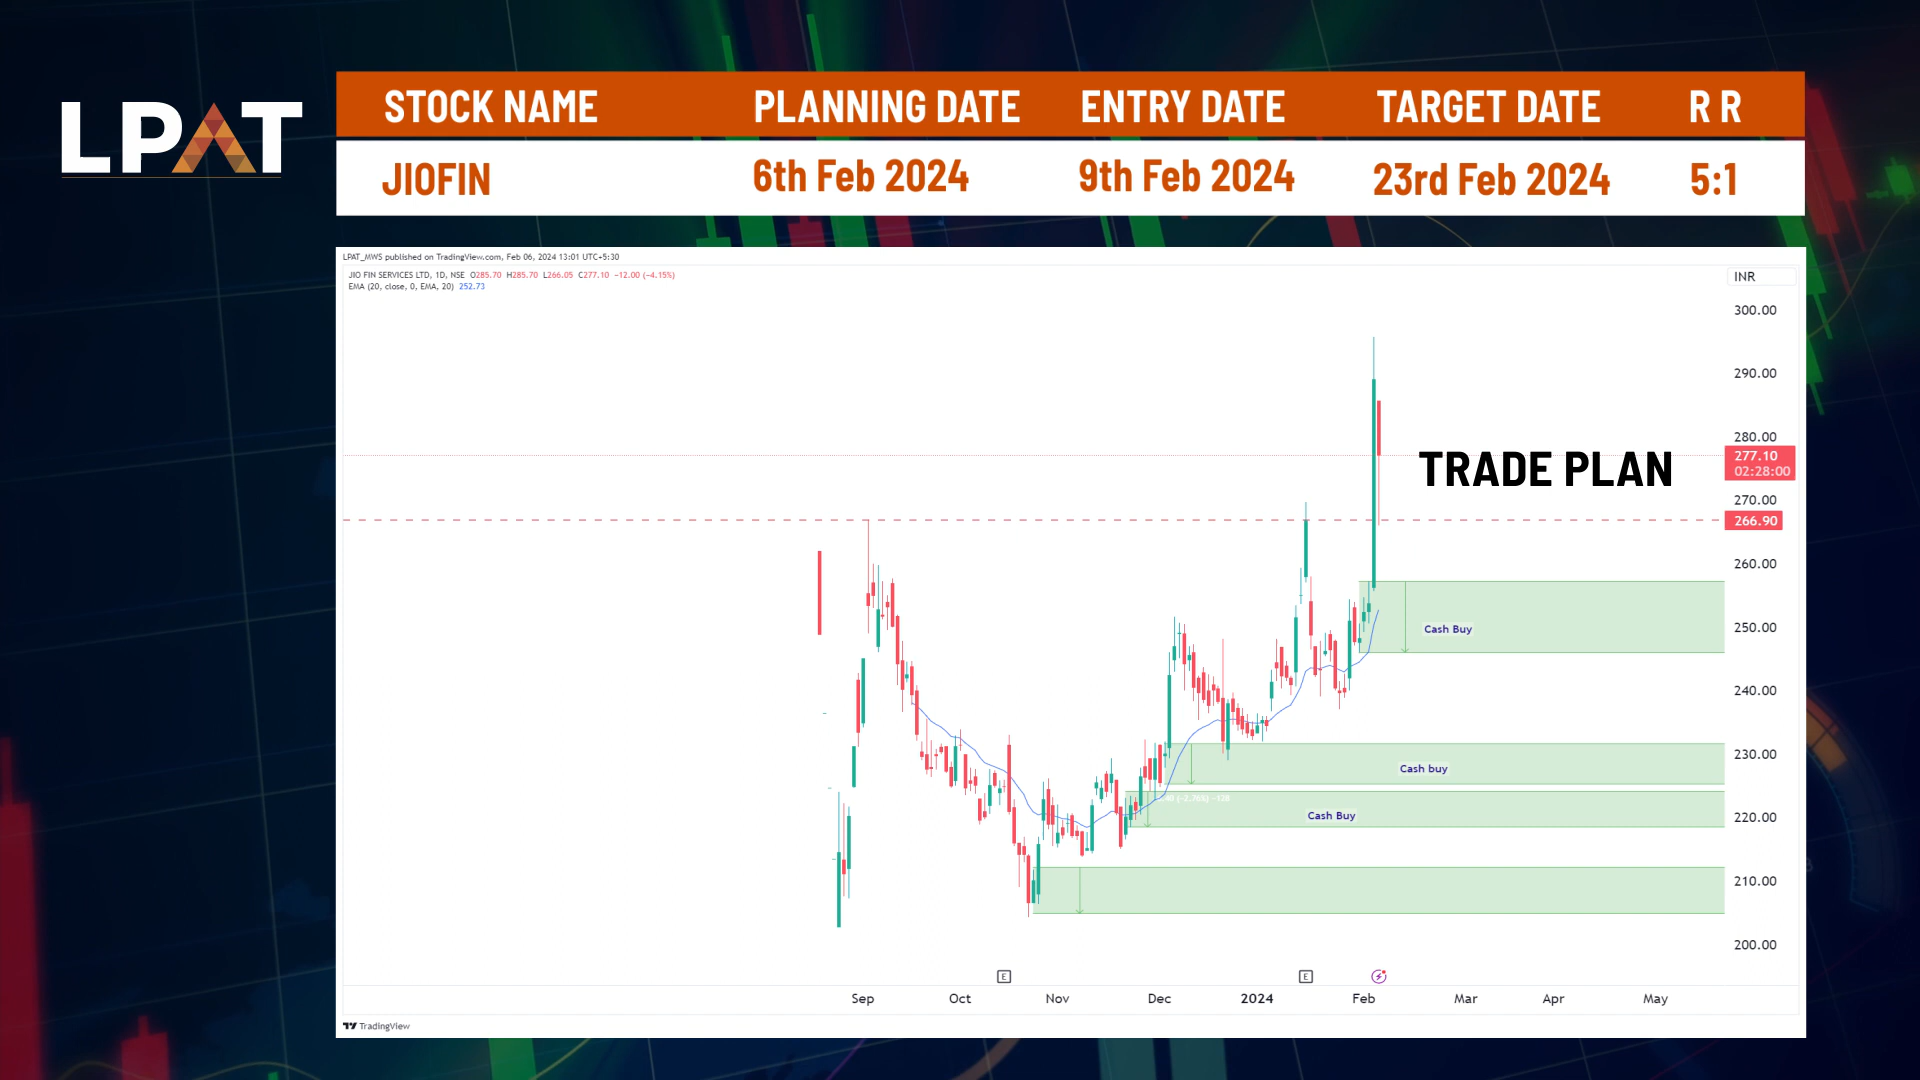 LPAT
STOCK NAME PLANNING DATE ENTRY DATE TARGET DATE R R
JIOFIN 6th Feb 2024 9th Feb 2024 23rd Feb 2024 5:1
LPAT_MWS published on TradingView.com, Feb 06, 2024 13:01 UTC+5:30
JIO FIN SERVICES LTD, 1D, NSE O285.70 H285.70 L266.05 C277.10 −12.00 (−4.15%)
EMA (20, close, 0, EMA, 20) 252.73
INR
300.00
290.00
280.00
TRADE PLAN
277.10
02:28:00
270.00
266.90
260.00
250.00
Cash Buy
240.00
230.00
Cash buy
(−2.76%) −128
220.00
Cash Buy
210.00
200.00
E E
Sep Oct Nov Dec 2024 Feb Mar Apr May
TradingView